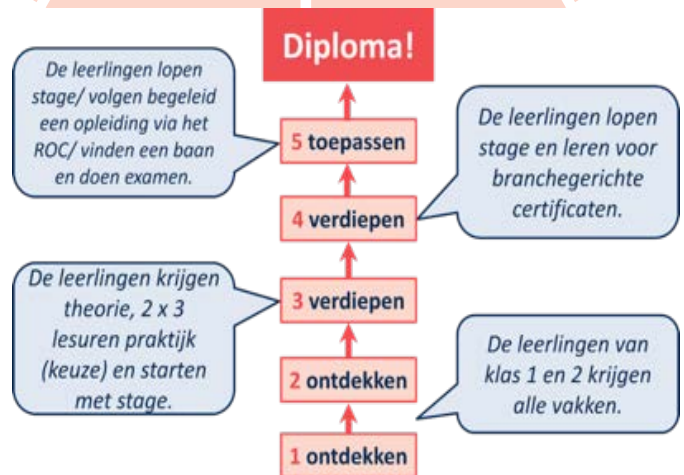 Diploma!
De leerlingen lopen
stage/ volgen begeleid
een opleiding via het
ROC/ vinden een baan
en doen examen.
5 toepassen
De leerlingen lopen
stage en leren voor
branchegerichte
certificaten.
4 verdiepen
De leerlingen krijgen
theorie, 2 x 3
lesuren praktijk
(keuze) en starten
met stage.
3 verdiepen
2 ontdekken
De leerlingen van
klas 1 en 2 krijgen
alle vakken.
1 ontdekken